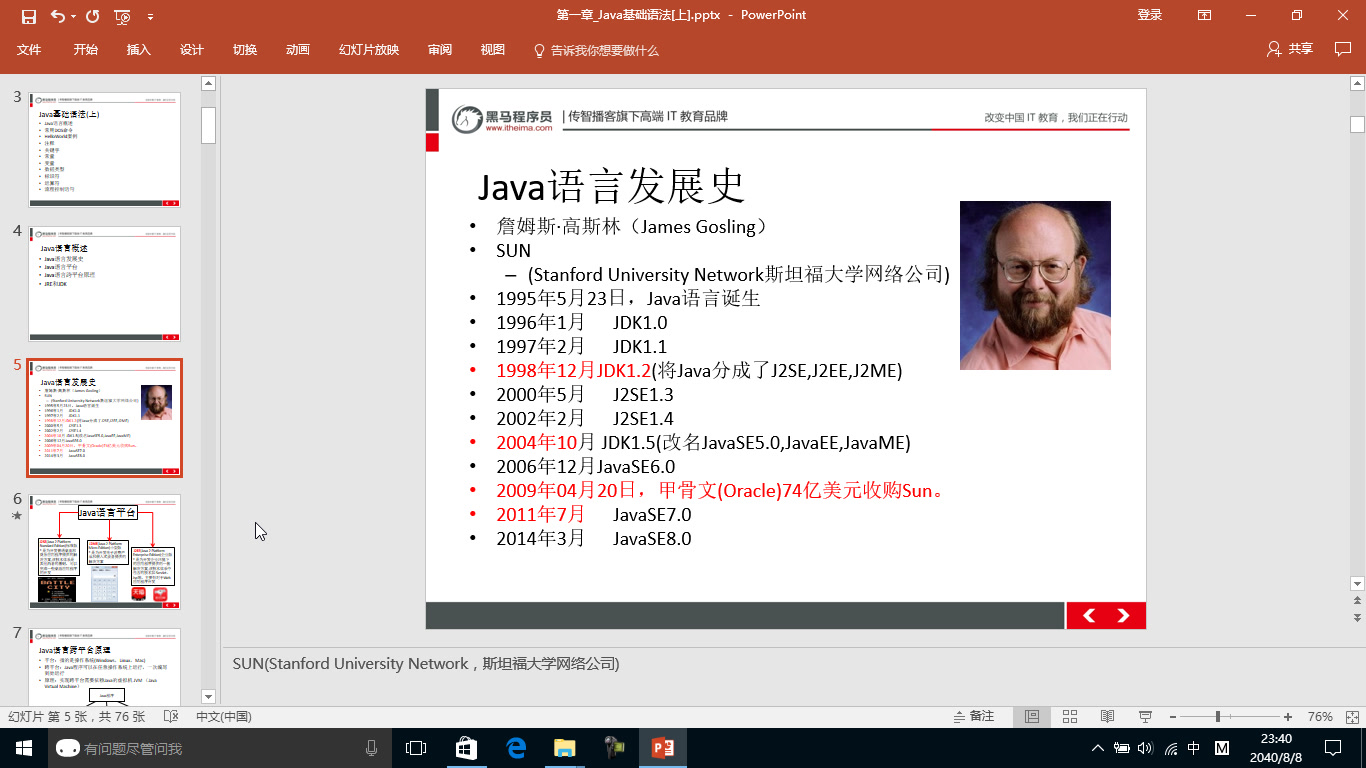 第一章_Java基础语法[上].pptx - PowerPoint
登录
文件
开始
插入
设计
切换
动画
幻灯片放映
审阅
视图
告诉我你想要做什么
共享
3
Java基础语法(上)
Java语言概述
常用DOS命令
HelloWorld案例
注释
关键字
常量
变量
数据类型
标识符
运算符
流程控制语句
4
Java语言概述
Java语言发展史
Java语言平台
Java语言跨平台原理
JRE和JDK
5
Java语言发展史
6
Java语言平台
7
Java语言跨平台原理
黑马程序员
www.itheima.com
传智播客旗下高端 IT 教育品牌
改变中国 IT 教育，我们正在行动
Java语言发展史
• 詹姆斯·高斯林（James Gosling）
• SUN
– (Stanford University Network斯坦福大学网络公司)
• 1995年5月23日，Java语言诞生
• 1996年1月 JDK1.0
• 1997年2月 JDK1.1
• 1998年12月JDK1.2(将Java分成了J2SE,J2EE,J2ME)
• 2000年5月 J2SE1.3
• 2002年2月 J2SE1.4
• 2004年10月 JDK1.5(改名JavaSE5.0,JavaEE,JavaME)
• 2006年12月JavaSE6.0
• 2009年04月20日，甲骨文(Oracle)74亿美元收购Sun。
• 2011年7月 JavaSE7.0
• 2014年3月 JavaSE8.0
SUN(Stanford University Network，斯坦福大学网络公司)
幻灯片 第 5 张，共 76 张
中文(中国)
备注
76%
有问题尽管问我
中
M
23:40
2040/8/8